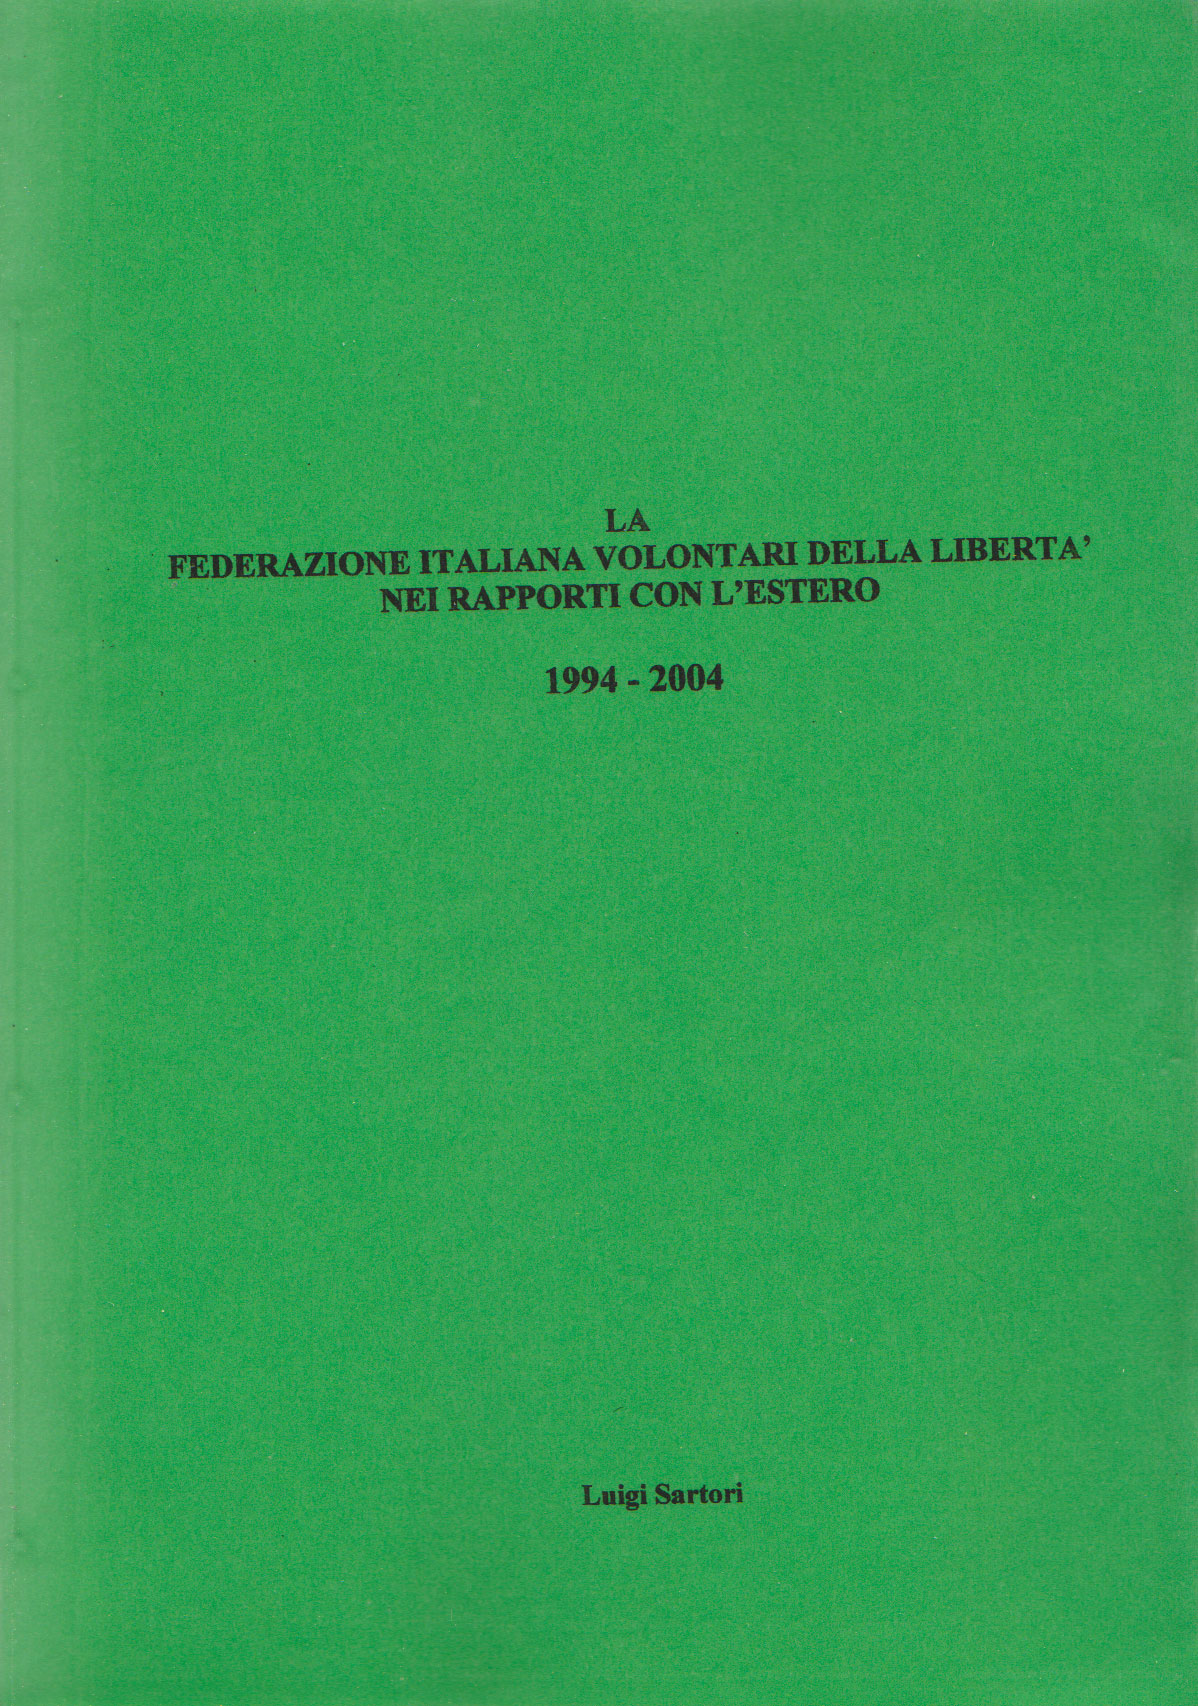 LA
FEDERAZIONE ITALIANA VOLONTARI DELLA LIBERTA’
NEI RAPPORTI CON L’ESTERO
1994 - 2004
Luigi Sartori